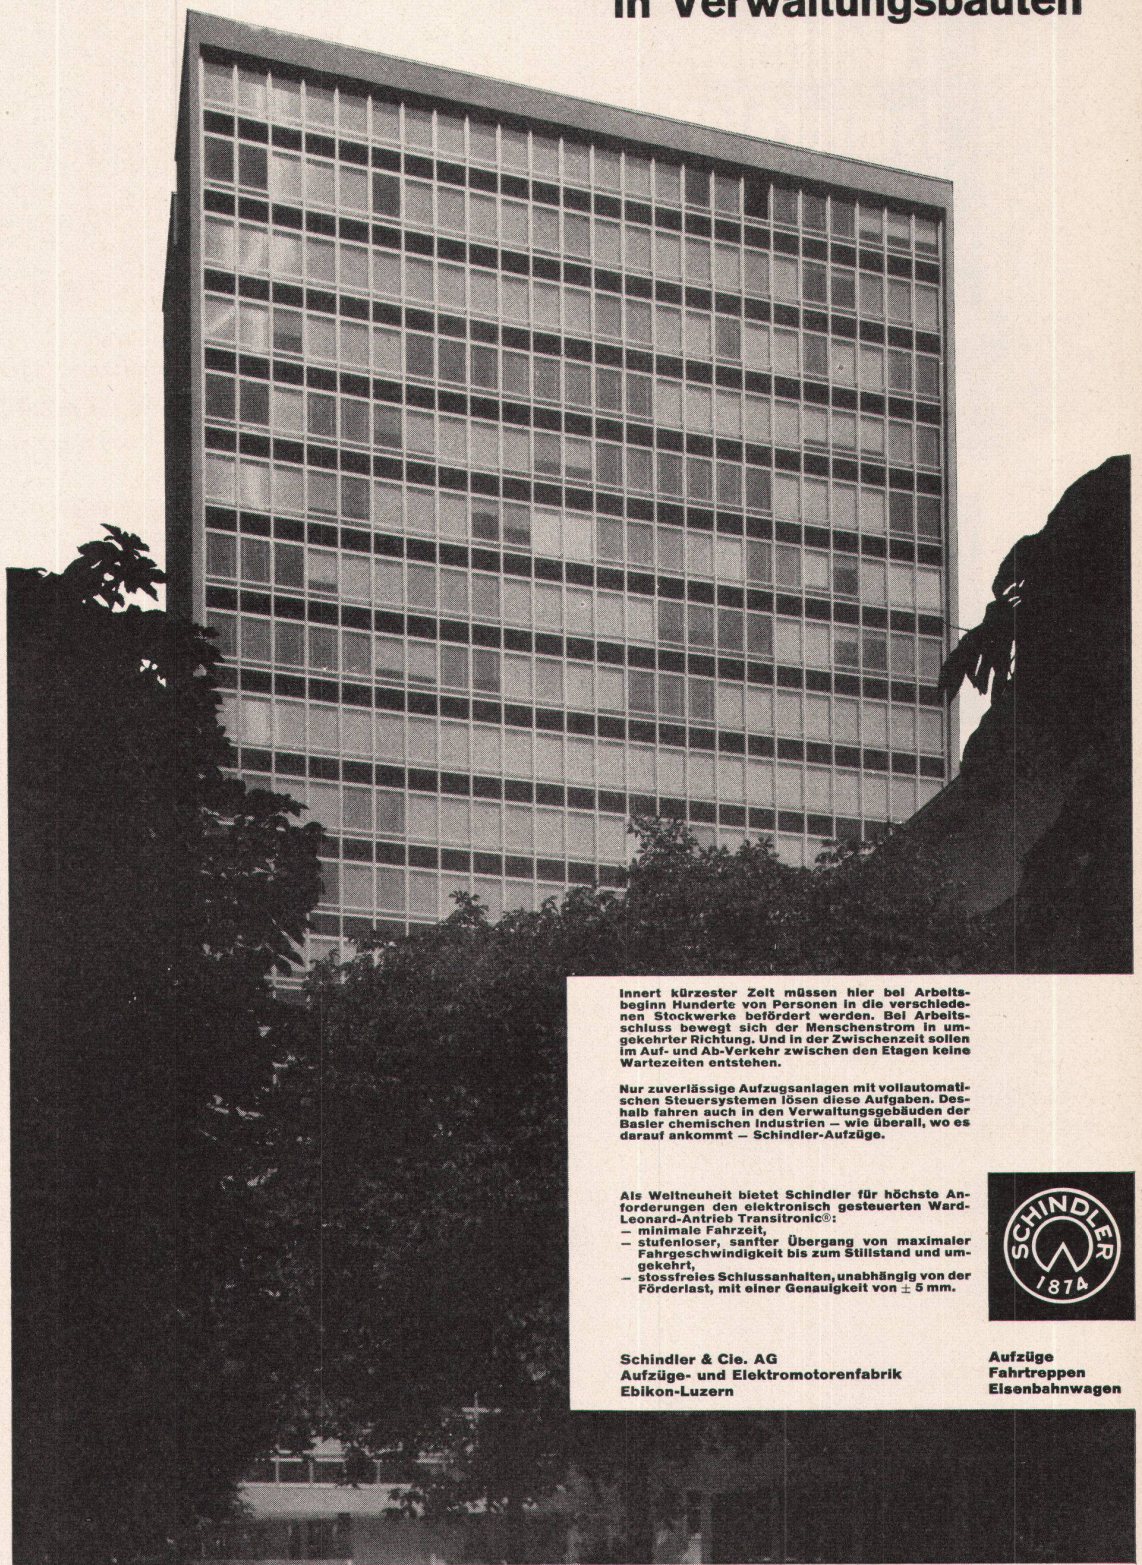 in Verwaltungsbauten
Innert kürzester Zeit müssen hier bei Arbeits-
beginn Hunderte von Personen in die verschiede-
nen Stockwerke befördert werden. Bei Arbeits-
schluss bewegt sich der Menschenstrom in um-
gekehrter Richtung. Und in der Zwischenzeit sollen
im Auf- und Ab-Verkehr zwischen den Etagen keine
Wartezeiten entstehen.
Nur zuverlässige Aufzugsanlagen mit vollautomati-
schen Steuersystemen lösen diese Aufgaben. Des-
halb fahren auch in den Verwaltungsgebäuden der
Basler chemischen Industrien — wie überall, wo es
darauf ankommt — Schindler-Aufzüge.
Als Weltneuheit bietet Schindler für höchste An-
forderungen den elektronisch gesteuerten Ward-
Leonard-Antrieb Transitronic®:
— minimale Fahrzeit,
— stufenloser, sanfter Übergang von maximaler
Fahrgeschwindigkeit bis zum Stillstand und um-
gekehrt,
— stossfreies Schlussanhalten, unabhängig von der
Förderlast, mit einer Genauigkeit von ± 5 mm.
SCHINDLER
1874
Schindler & Cie. AG
Aufzüge- und Elektromotorenfabrik
Ebikon-Luzern
Aufzüge
Fahrtreppen
Eisenbahnwagen